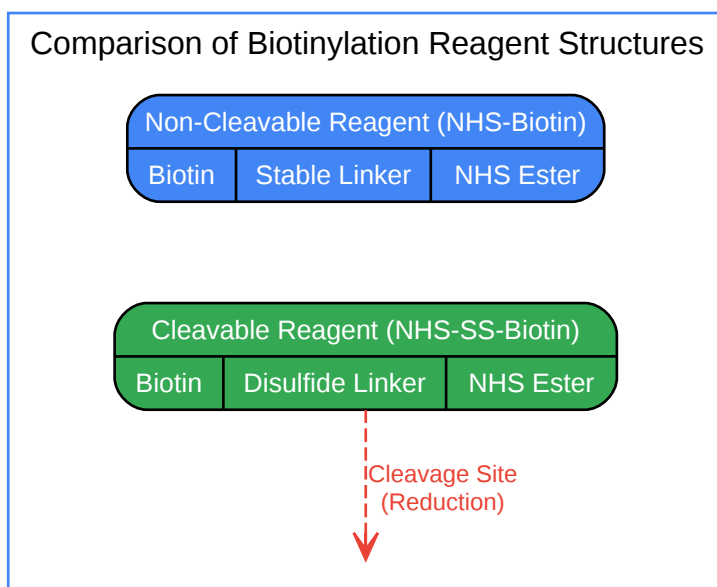 Comparison of Biotinylation Reagent Structures
Non-Cleavable Reagent (NHS-Biotin)
Biotin Stable Linker NHS Ester
Cleavable Reagent (NHS-SS-Biotin)
Biotin Disulfide Linker NHS Ester
Cleavage Site
(Reduction)